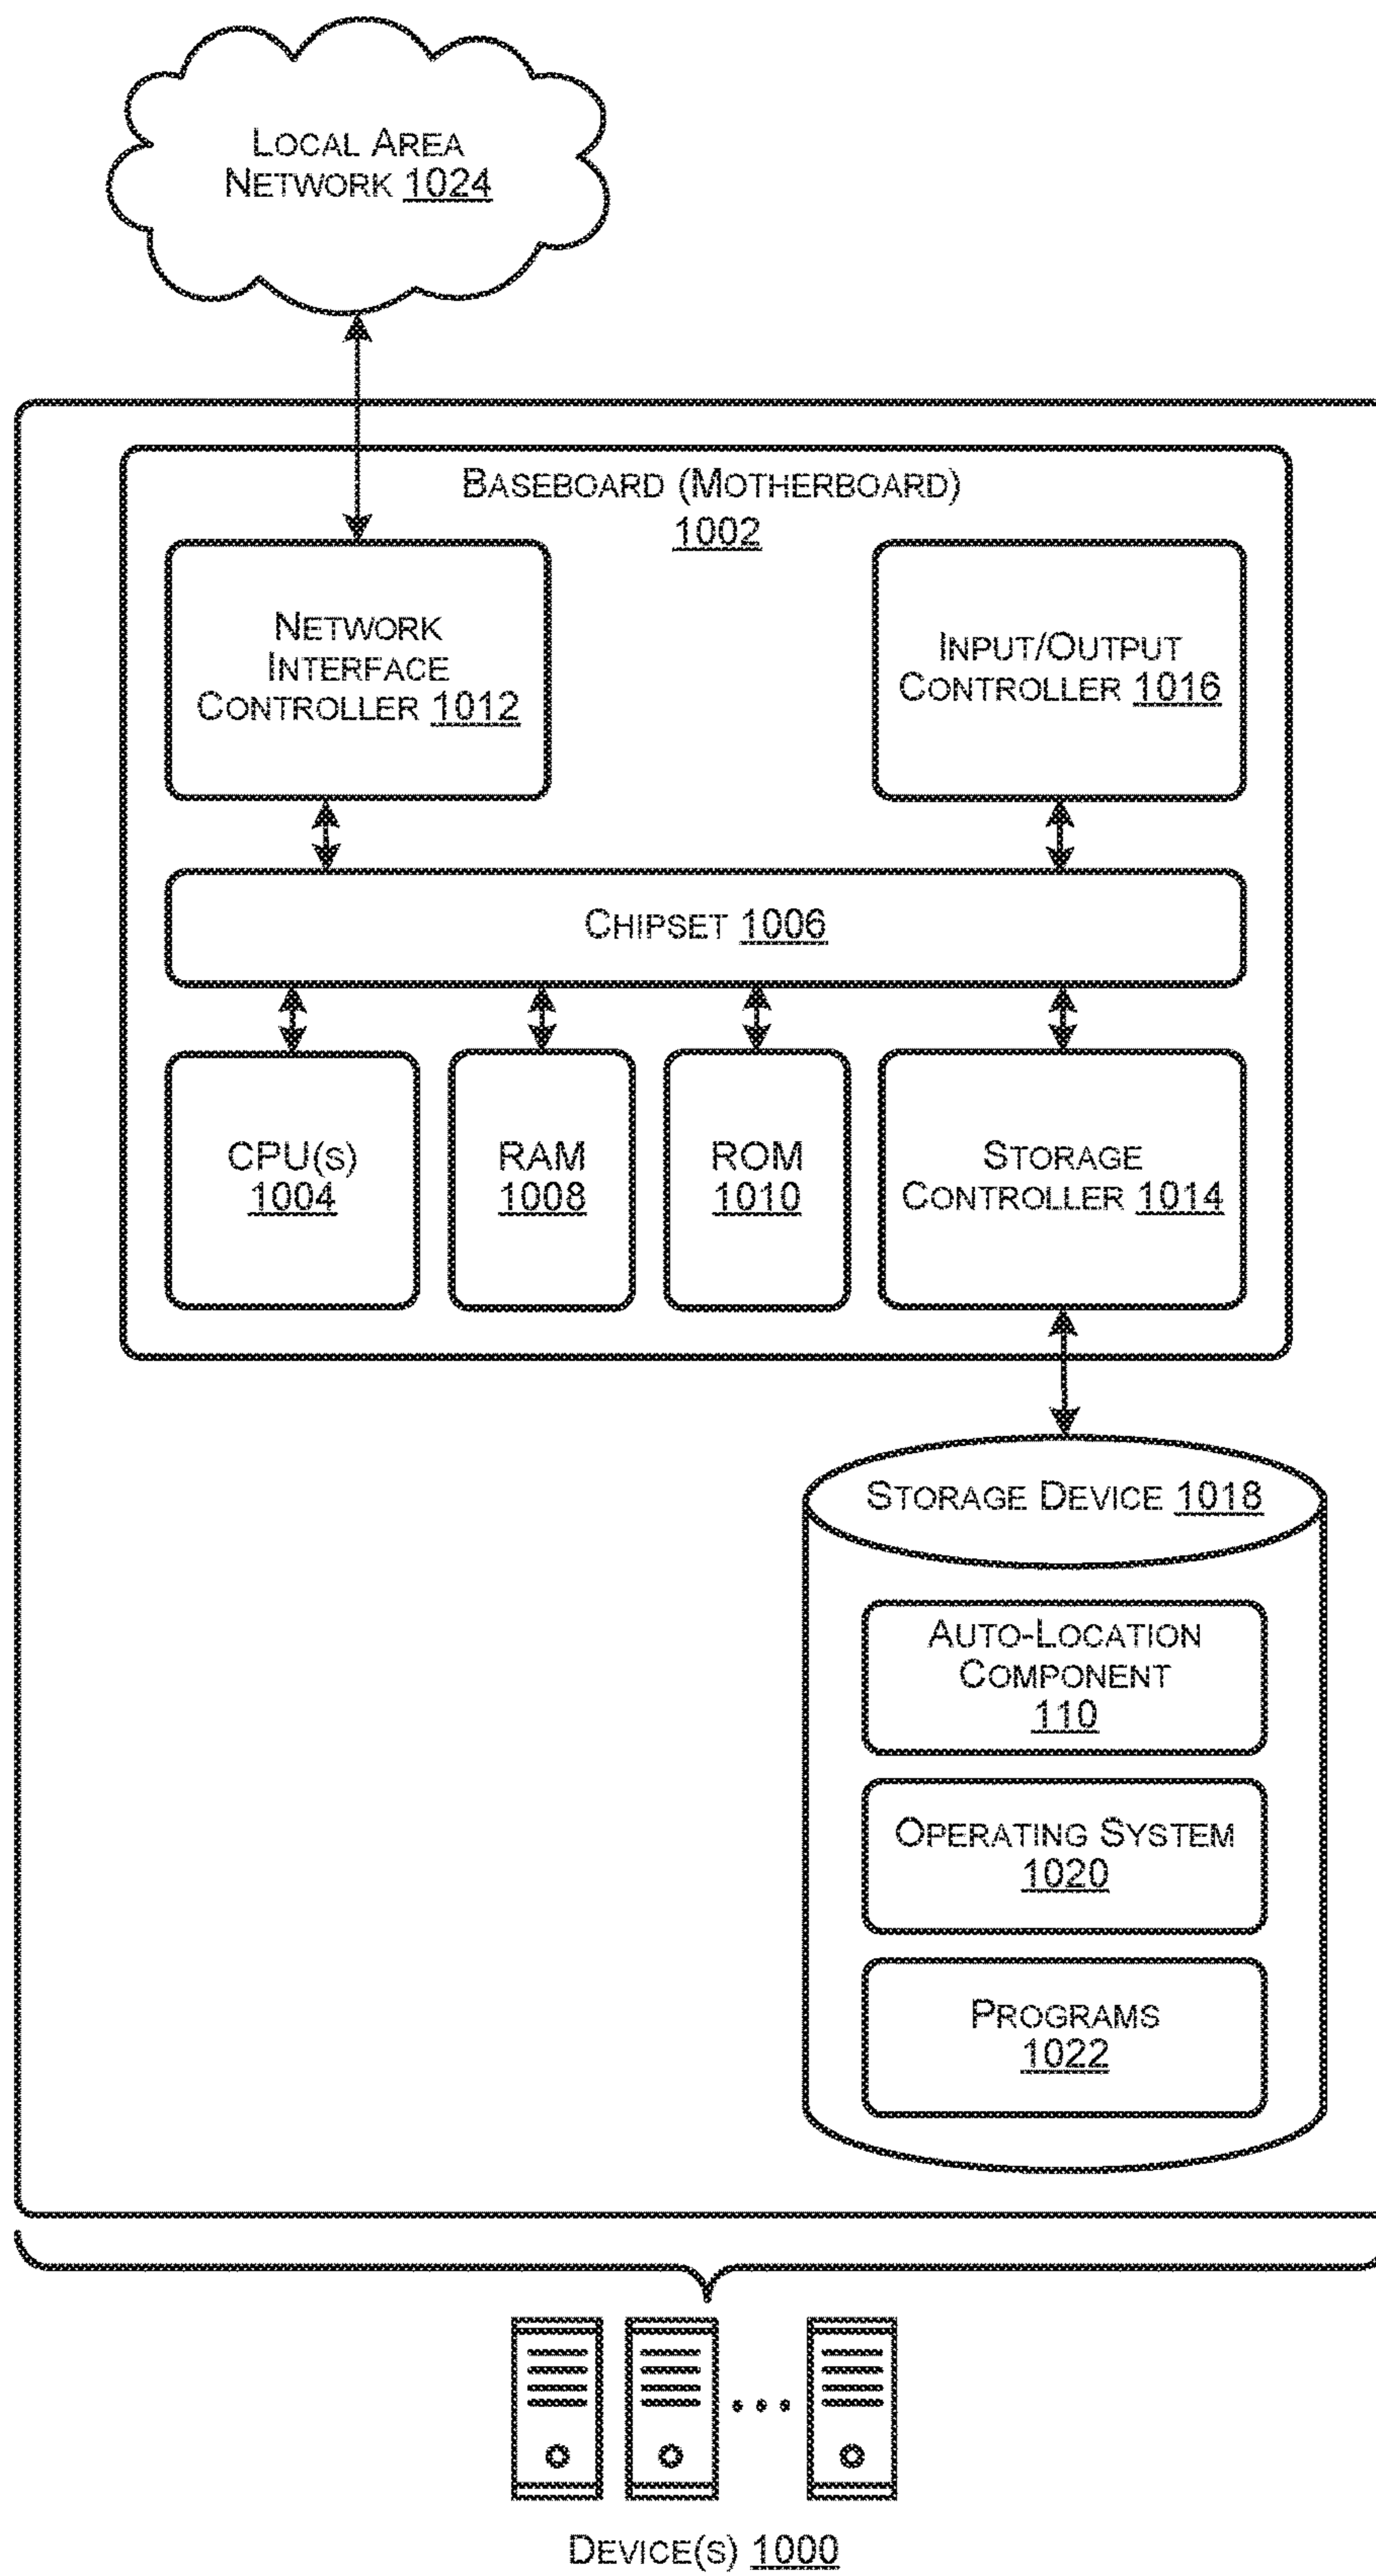 LOCAL AREA
NETWORK 1024
BASEBOARD (MOTHERBOARD)
1002
NETWORK
INTERFACE
CONTROLLER 1012
INPUT/OUTPUT
CONTROLLER 1016
CHIPSET 1006
CPU(S)
1004
RAM
1008
ROM
1010
STORAGE
CONTROLLER 1014
STORAGE DEVICE 1018
AUTO-LOCATION
COMPONENT
110
OPERATING SYSTEM
1020
PROGRAMS
1022
DEVICE(S) 1000